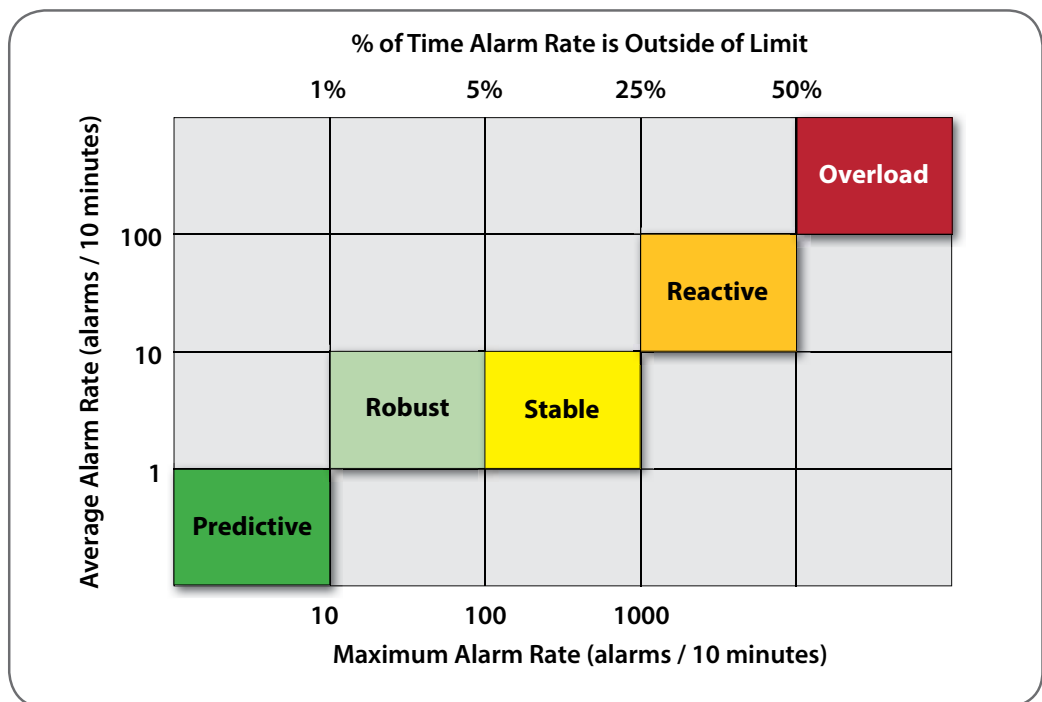 % of Time Alarm Rate is Outside of Limit
1% 5% 25% 50%
Average Alarm Rate (alarms / 10 minutes)
Overload
100
Reactive
10
Robust Stable
1
Predictive
10 100 1000
Maximum Alarm Rate (alarms / 10 minutes)